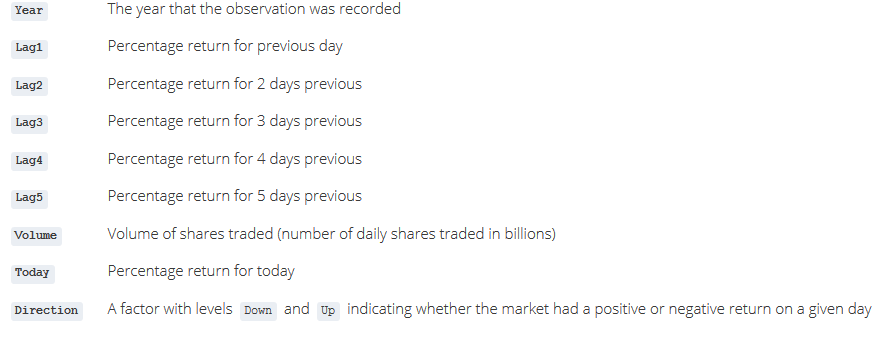 Year The year that the observation was recorded
Lag1 Percentage return for previous day
Lag2 Percentage return for 2 days previous
Lag3 Percentage return for 3 days previous
Lag4 Percentage return for 4 days previous
Lag5 Percentage return for 5 days previous
Volume Volume of shares traded (number of daily shares traded in billions)
Today Percentage return for today
Direction A factor with levels Down and Up indicating whether the market had a positive or negative return on a given day